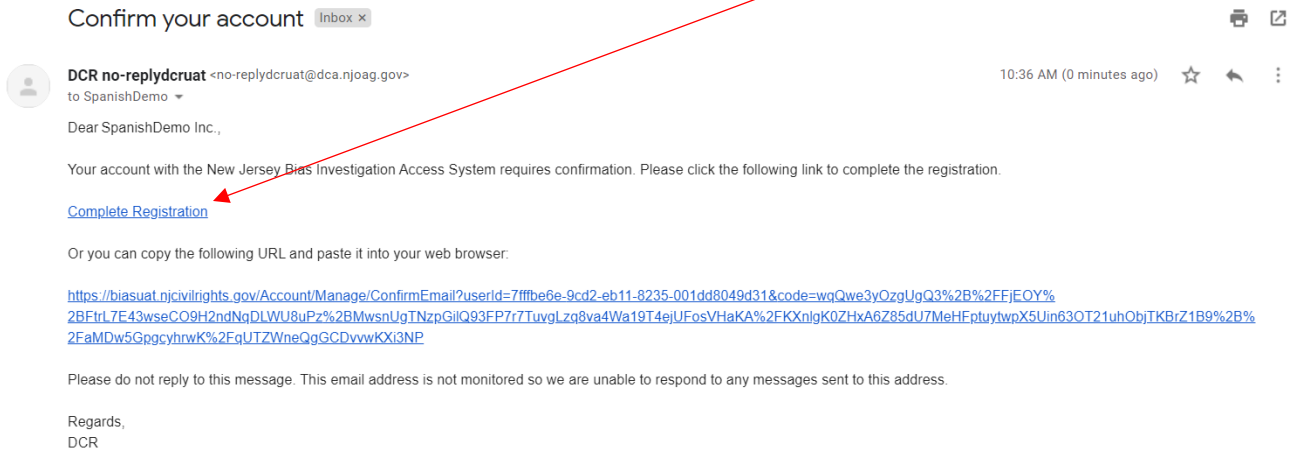 Confirm your account Inbox ×
DCR no-replydcruat <no-replydcruat@dca.njoag.gov> 10:36 AM (0 minutes ago)
to SpanishDemo
Dear SpanishDemo Inc.,
Your account with the New Jersey Bias Investigation Access System requires confirmation. Please click the following link to complete the registration.
Complete Registration
Or you can copy the following URL and paste it into your web browser:
https://biasuat.njcivilrights.gov/Account/Manage/ConfirmEmail?userId=7fffbe6e-9cd2-eb11-8235-001dd8049d31&code=wqQwe3yOzgUgQ3%2B%2FFjEOY%
2BFtrL7E43wseCO9H2ndNqDLWU8uPz%2BMwsnUgTNzpGilQ93FP7r7TuvgLzq8va4Wa19T4ejUFosVHaKA%2FKXnlgK0ZHxA6Z85dU7MeHFptuytwpX5Uin63OT21uhObjTKBrZ1B9%2B%
2FaMDw5GpgcyhrwK%2FqUTZWneQgGCDvvwKXi3NP
Please do not reply to this message. This email address is not monitored so we are unable to respond to any messages sent to this address.
Regards,
DCR